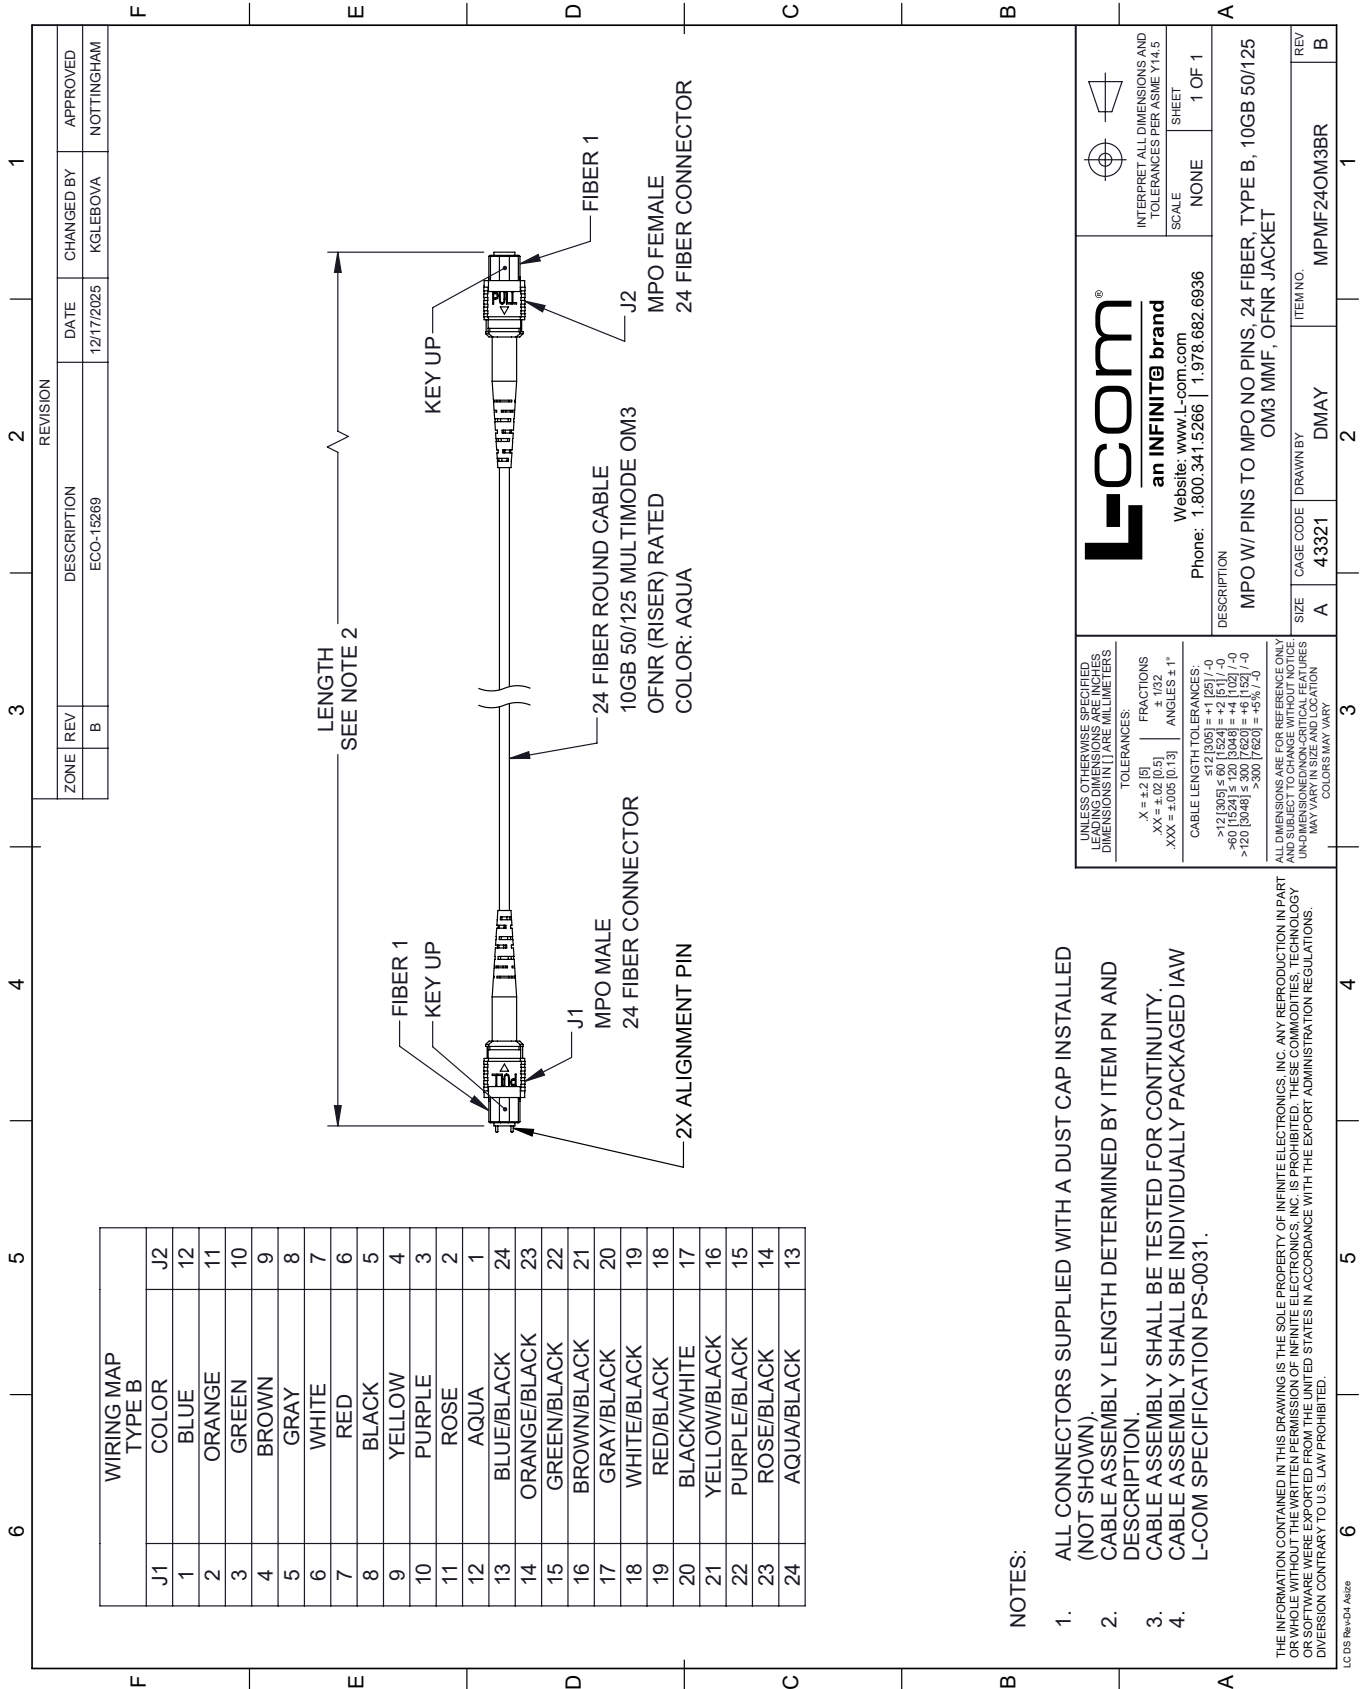 6
5
4
3
2
1
F
E
D
C
B
A
REVISION
ZONE REV DESCRIPTION DATE CHANGED BY APPROVED
B ECO-15269 12/17/2025 KGLEBOVA NOTTINGHAM
WIRING MAP
TYPE B
J1 COLOR J2
1 BLUE 12
2 ORANGE 11
3 GREEN 10
4 BROWN 9
5 GRAY 8
6 WHITE 7
7 RED 6
8 BLACK 5
9 YELLOW 4
10 PURPLE 3
11 ROSE 2
12 AQUA 1
13 BLUE/BLACK 24
14 ORANGE/BLACK 23
15 GREEN/BLACK 22
16 BROWN/BLACK 21
17 GRAY/BLACK 20
18 WHITE/BLACK 19
19 RED/BLACK 18
20 BLACK/WHITE 17
21 YELLOW/BLACK 16
22 PURPLE/BLACK 15
23 ROSE/BLACK 14
24 AQUA/BLACK 13
LENGTH
SEE NOTE 2
FIBER 1
KEY UP
PULL
J1
MPO MALE
24 FIBER CONNECTOR
2X ALIGNMENT PIN
24 FIBER ROUND CABLE
10GB 50/125 MULTIMODE OM3
OFNR (RISER) RATED
COLOR: AQUA
KEY UP
PULL
FIBER 1
J2
MPO FEMALE
24 FIBER CONNECTOR
NOTES:
1. ALL CONNECTORS SUPPLIED WITH A DUST CAP INSTALLED
(NOT SHOWN).
2. CABLE ASSEMBLY LENGTH DETERMINED BY ITEM PN AND
DESCRIPTION.
3. CABLE ASSEMBLY SHALL BE TESTED FOR CONTINUITY.
4. CABLE ASSEMBLY SHALL BE INDIVIDUALLY PACKAGED IAW
L-COM SPECIFICATION PS-0031.
THE INFORMATION CONTAINED IN THIS DRAWING IS THE SOLE PROPERTY OF INFINITE ELECTRONICS, INC. ANY REPRODUCTION IN PART
OR WHOLE WITHOUT THE WRITTEN PERMISSION OF INFINITE ELECTRONICS, INC. IS PROHIBITED. THESE COMMODITIES, TECHNOLOGY
OR SOFTWARE WERE EXPORTED FROM THE UNITED STATES IN ACCORDANCE WITH THE EXPORT ADMINISTRATION REGULATIONS.
DIVERSION CONTRARY TO U.S. LAW PROHIBITED.
UNLESS OTHERWISE SPECIFIED
LEADING DIMENSIONS ARE INCHES
DIMENSIONS IN [ ] ARE MILLIMETERS
TOLERANCES:
.X = ±.2 [5] FRACTIONS
.XX = ±.02 [0.5] ± 1/32
.XXX = ±.005 [0.13] ANGLES ± 1°
CABLE LENGTH TOLERANCES:
≤12 [305] = +1 [25] / -0
>12 [305] ≤ 60 [1524] = +2 [51] / -0
>60 [1524] ≤ 120 [3048] = +4 [102] / -0
>120 [3048] ≤ 300 [7620] = +6 [152] / -0
>300 [7620] = +5% / -0
ALL DIMENSIONS ARE FOR REFERENCE ONLY
AND SUBJECT TO CHANGE WITHOUT NOTICE.
UN-DIMENSIONED/NON-CRITICAL FEATURES
MAY VARY IN SIZE AND LOCATION
COLORS MAY VARY
L-com®
an INFINITE brand
Website: www.L-com.com
Phone: 1.800.341.5266 | 1.978.682.6936
INTERPRET ALL DIMENSIONS AND
TOLERANCES PER ASME Y14.5
SCALE NONE
SHEET 1 OF 1
DESCRIPTION
MPO W/ PINS TO MPO NO PINS, 24 FIBER, TYPE B, 10GB 50/125
OM3 MMF, OFNR JACKET
SIZE CAGE CODE DRAWN BY ITEM NO. REV
A 43321 DMAY MPMF24OM3BR B
6
5
4
3
2
1
F
E
D
C
B
A
LC DS Rev-D4 Asize